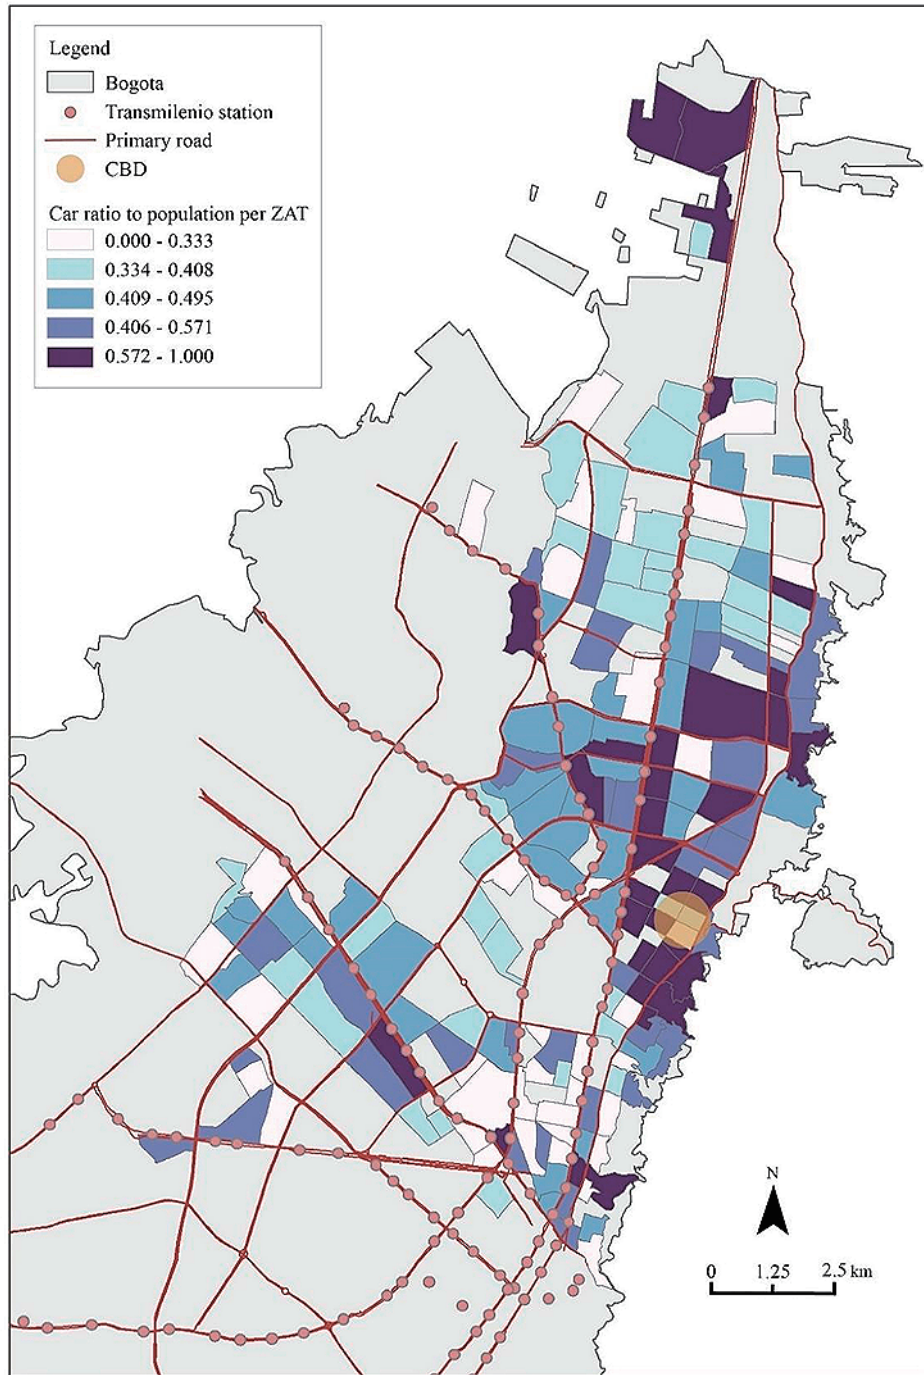 Legend
Bogota
Transmilenio station
Primary road
CBD
Car ratio to population per ZAT
0.000 - 0.333
0.334 - 0.408
0.409 - 0.495
0.406 - 0.571
0.572 - 1.000
N
0 1.25 2.5 km